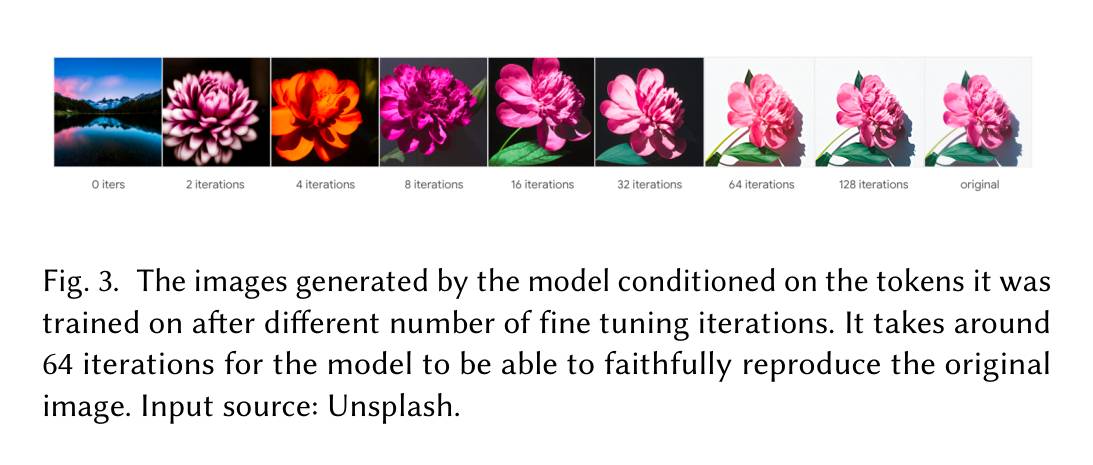 0 iters 2 iterations 4 iterations 8 iterations 16 iterations 32 iterations 64 iterations 128 iterations original
Fig. 3. The images generated by the model conditioned on the tokens it was
trained on after different number of fine tuning iterations. It takes around
64 iterations for the model to be able to faithfully reproduce the original
image. Input source: Unsplash.